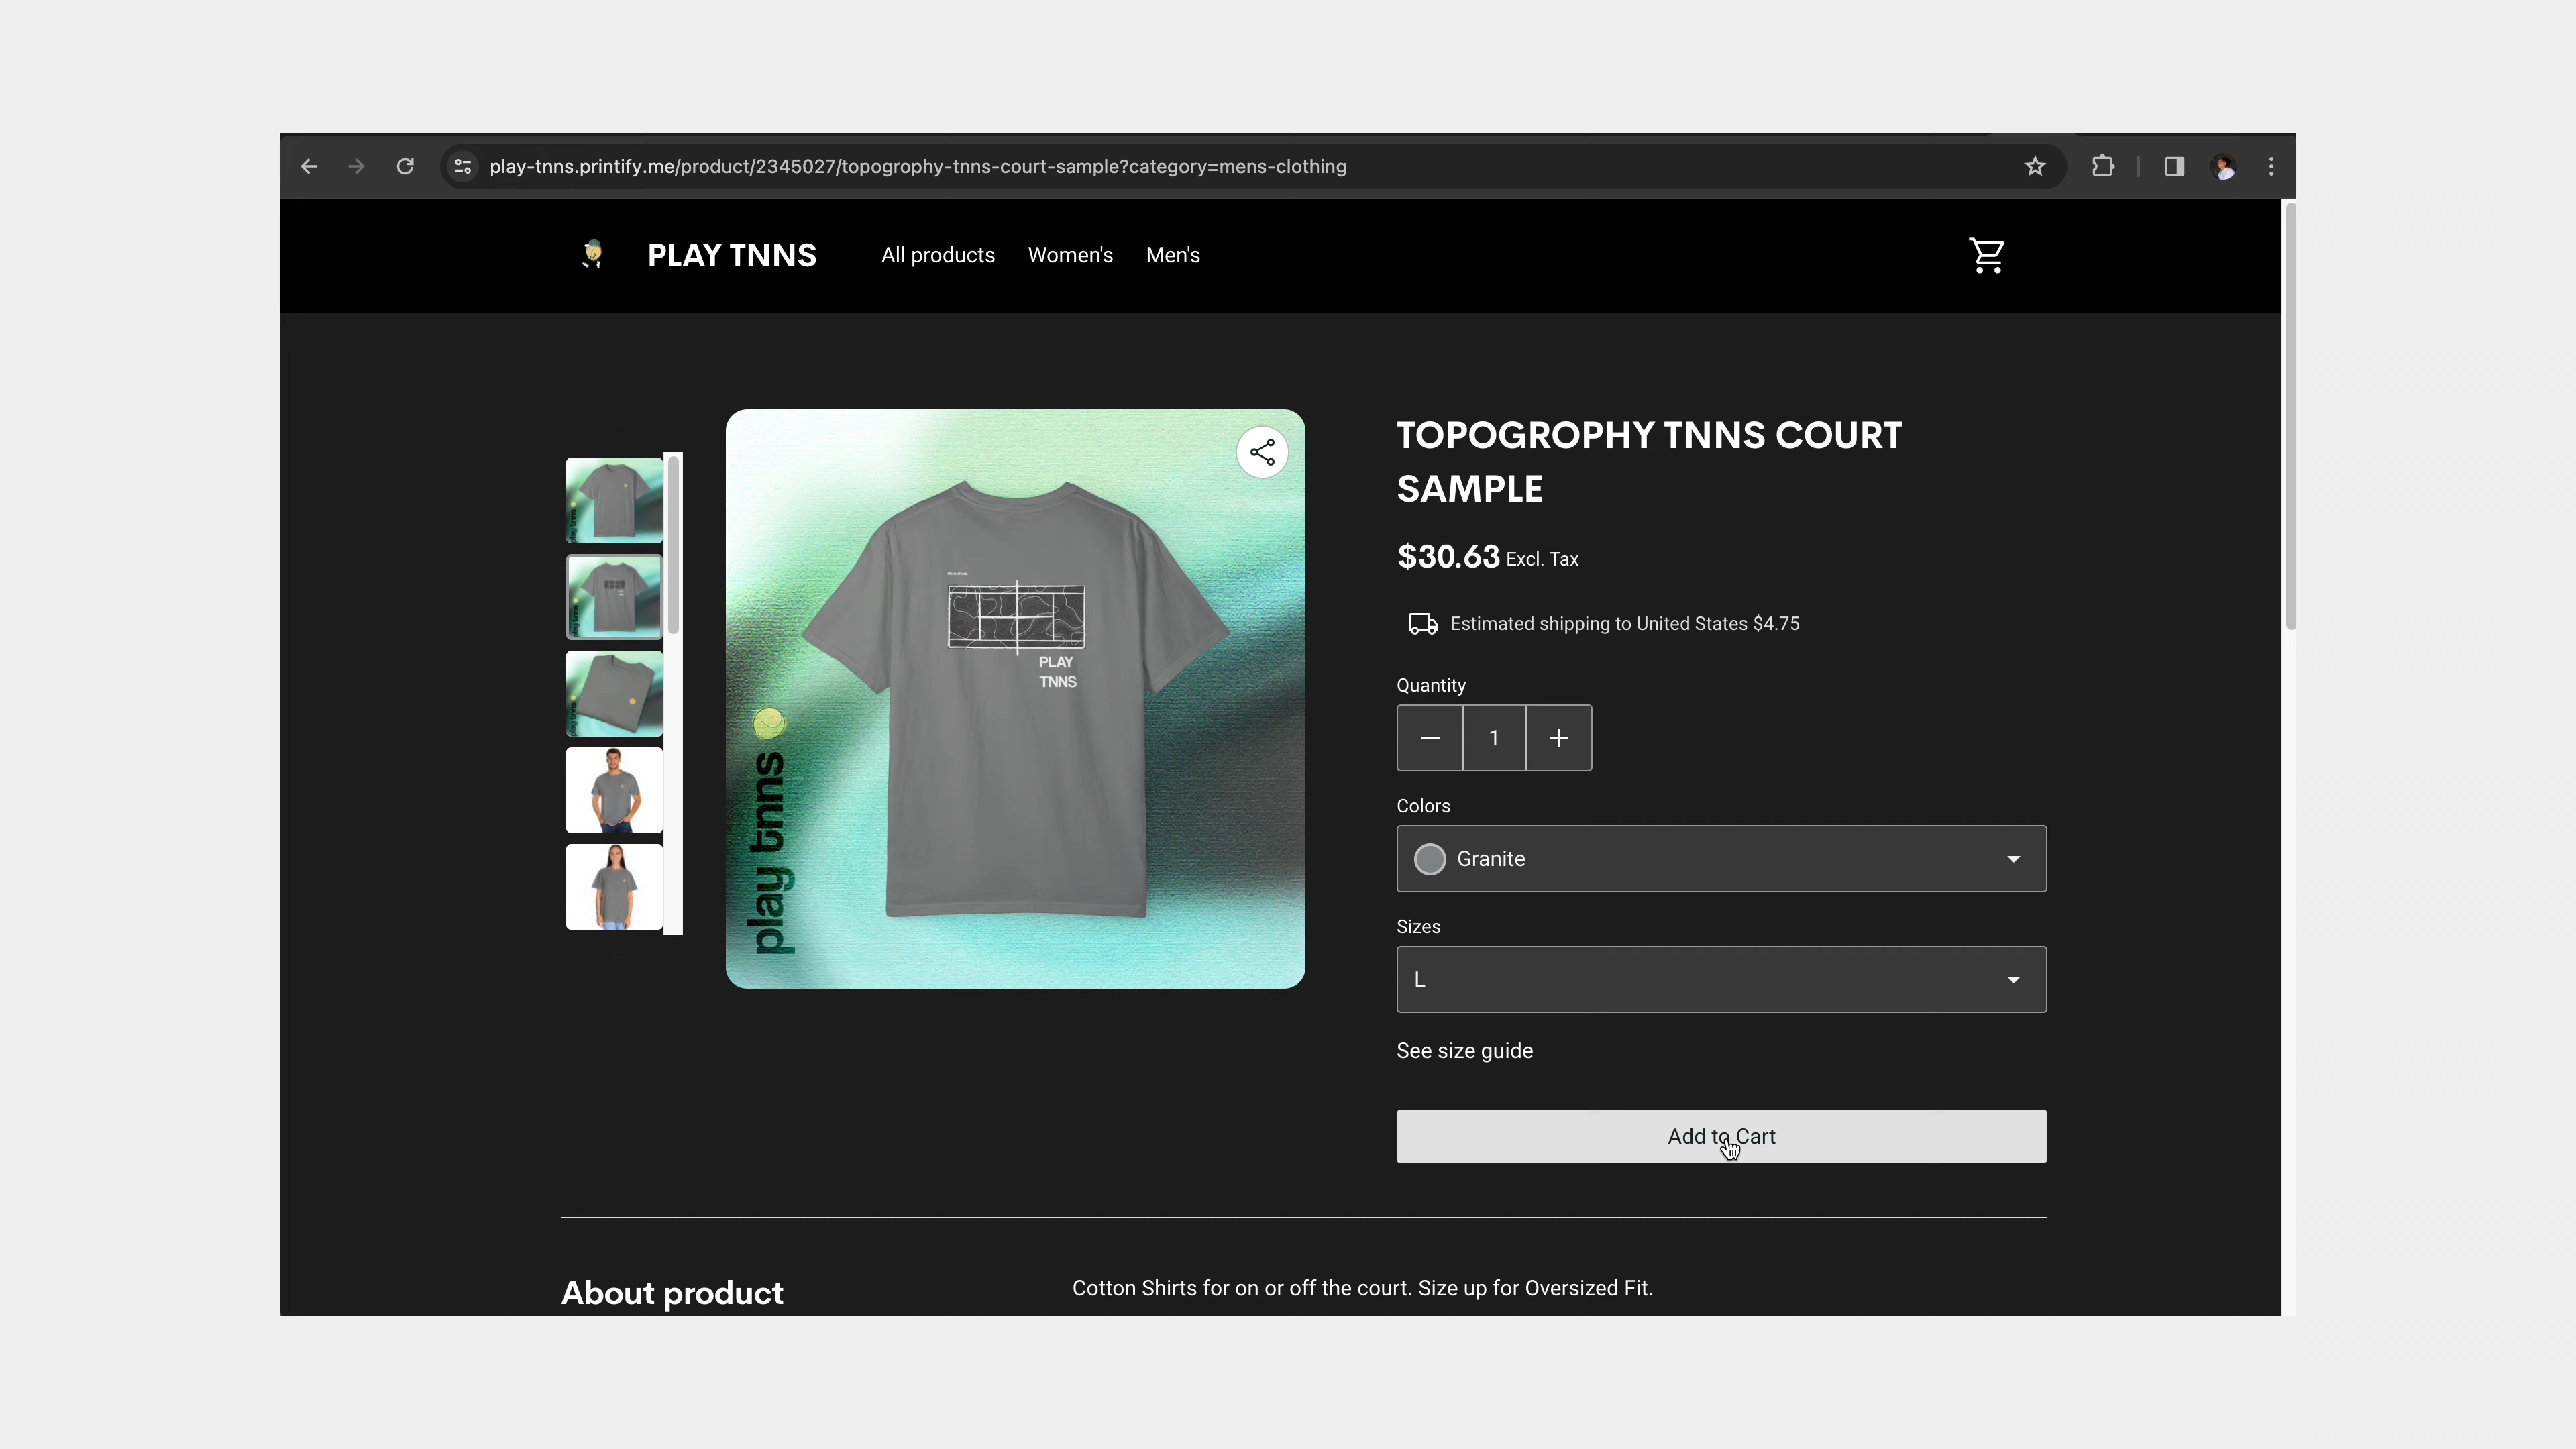 play-tnns.printify.me/product/2345027/topogrophy-tnns-court-sample?category=mens-clothing
PLAY TNNS
All products
Women's
Men's
TOPOGROPHY TNNS COURT
SAMPLE
$30.63 Excl. Tax
Estimated shipping to United States $4.75
PLAY
TNNS
play tnns
Quantity
1
Colors
Granite
Sizes
L
See size guide
Add to Cart
About product
Cotton Shirts for on or off the court. Size up for Oversized Fit.